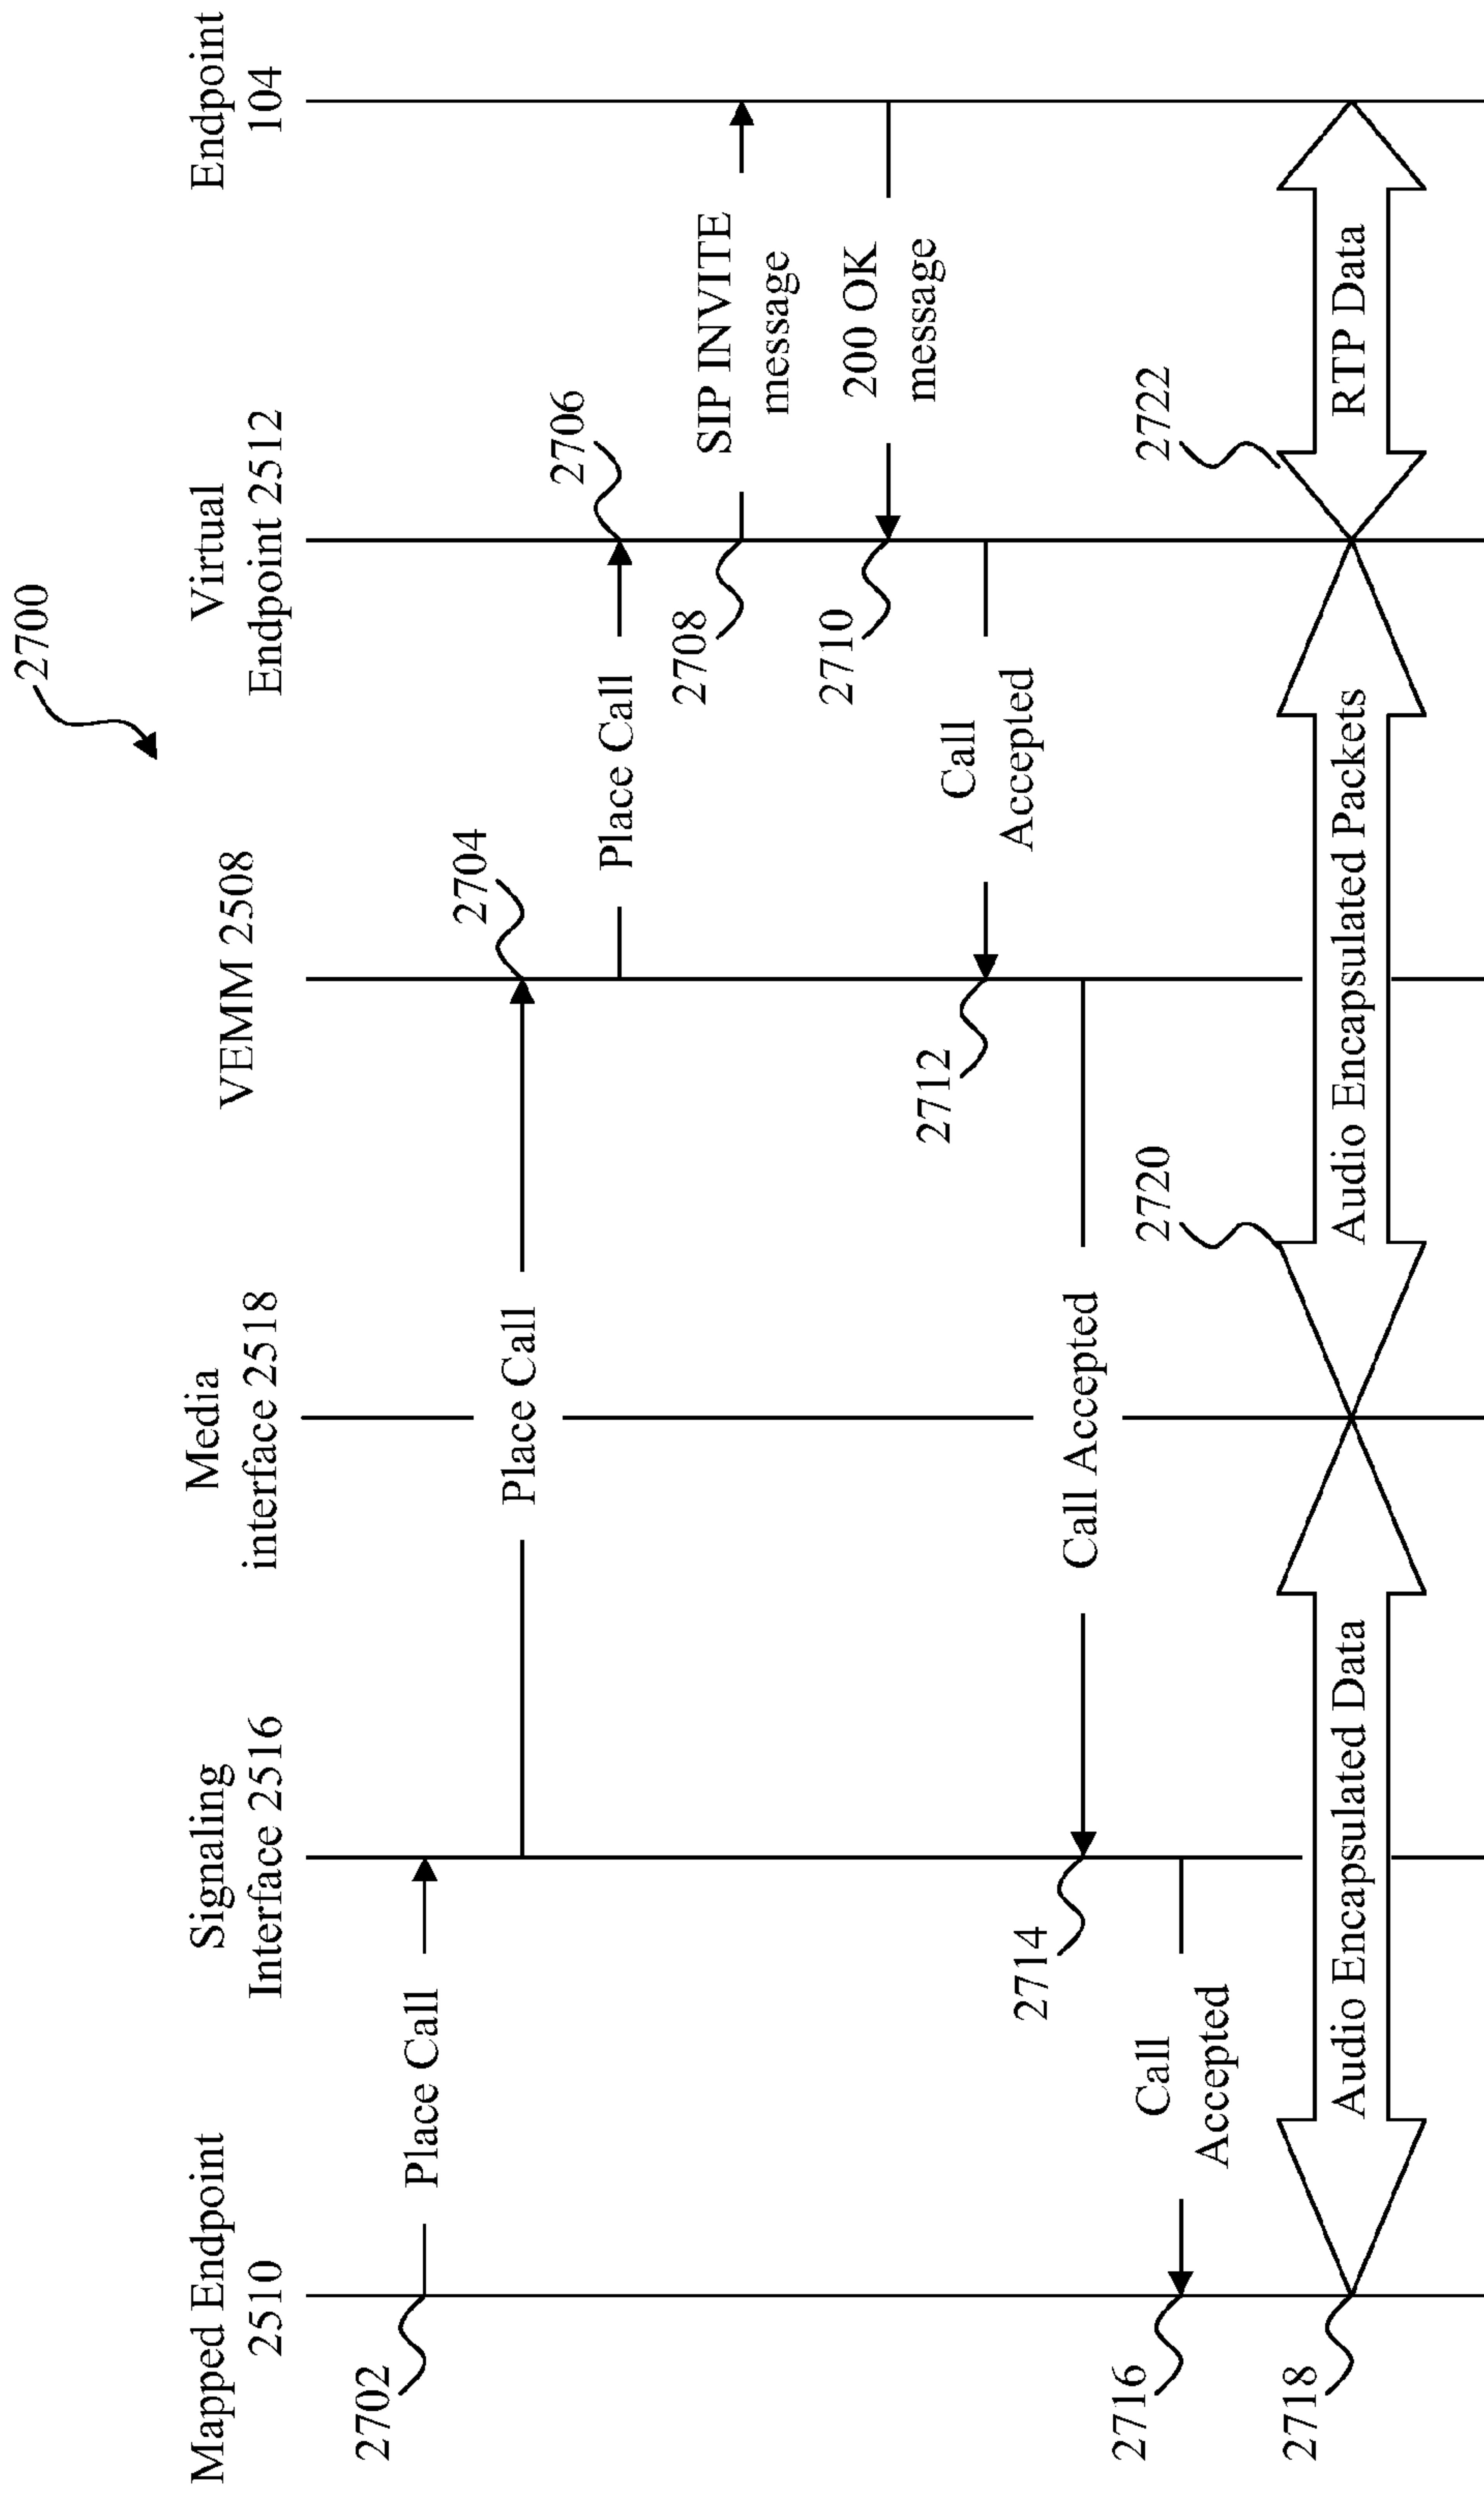 2700
Mapped Endpoint
2510
Signaling
Interface 2516
Media
interface 2518
VEMM 2508
Virtual
Endpoint 2512
Endpoint
104
2702
Place Call
Place Call
2704
Place Call
2706
2708
SIP INVITE
message
2710
200 OK
message
2712
Call
Accepted
2714
Call Accepted
2716
Call
Accepted
2718
Audio Encapsulated Data
2720
Audio Encapsulated Packets
2722
RTP Data